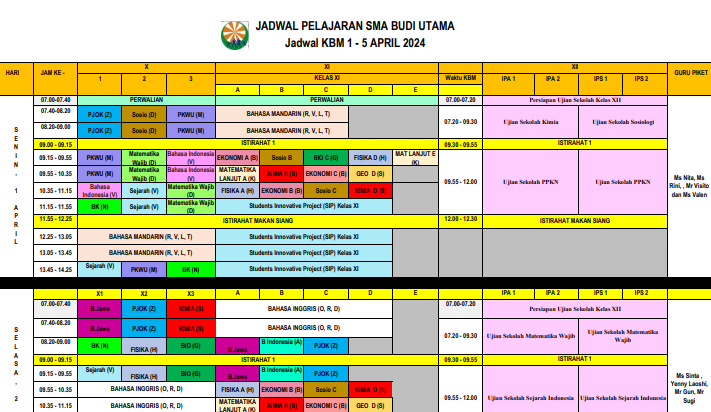 JADWAL PELAJARAN SMA BUDI UTAMA
Jadwal KBM 1 - 5 APRIL 2024
HARI JAM KE - X XI Waktu KBM XII GURU PIKET
1 2 3 KELAS XI IPA 1 IPA 2 IPS 1 IPS 2
A B C D E
SENIN, 1 APRIL
07.00-07.40 PERWALIAN PERWALIAN 07.00-07.20 Persiapan Ujian Sekolah Kelas XII
07.40-08.20 PJOK (Z) Sosio (D) PKWU (M) BAHASA MANDARIN (R, V, L, T) 07.20 - 09.30 Ujian Sekolah Kimia Ujian Sekolah Sosiologi
08.20-09.00 PJOK (Z) Sosio (D) PKWU (M) BAHASA MANDARIN (R, V, L, T)
09.00 - 09.15 ISTIRAHAT 1 09.30 - 09.55 ISTIRAHAT 1
09.15 - 09.55 PKWU (M) Matematika Wajib (D) Bahasa Indonesia (V) EKONOMI A (B) Sosio B BIO C (G) FISIKA D (H) MAT LANJUT E (K) 09.55 - 12.00 Ujian Sekolah PPKN Ujian Sekolah PPKN
09.55 - 10.35 PKWU (M) Matematika Wajib (D) Bahasa Indonesia (V) MATEMATIKA LANJUT A (K) KIMIA B (S) EKONOMI C (B) GEO D (S)
10.35 - 11.15 Bahasa Indonesia (V) Sejarah (V) Matematika Wajib (D) FISIKA A (H) EKONOMI B (B) Sosio C KIMIA D (S)
11.15 - 11.55 BK (N) Sejarah (V) Matematika Wajib (D) Students Innovative Project (SIP) Kelas XI
Ms Nita, Ms Rini, , Mr Visito dan Ms Valen
11.55 - 12.25 ISTIRAHAT MAKAN SIANG 12.00 - 12.30 ISTIRAHAT MAKAN SIANG
12.25 - 13.05 BAHASA MANDARIN (R, V, L, T) Students Innovative Project (SIP) Kelas XI
13.05 - 13.45 BAHASA MANDARIN (R, V, L, T) Students Innovative Project (SIP) Kelas XI
13.45 - 14.25 Sejarah (V) PKWU (M) BK (N) Students Innovative Project (SIP) Kelas XI
X1 X2 X3 A B C D E IPA 1 IPA 2 IPS 1 IPS 2
SELASA, 2
07.00-07.40 B.Jawa PJOK (Z) KIMIA (S) BAHASA INGGRIS (O, R, D) 07.00-07.20 Persiapan Ujian Sekolah Kelas XII
07.40-08.20 B.Jawa PJOK (Z) KIMIA (S) BAHASA INGGRIS (O, R, D) 07.20 - 09.30 Ujian Sekolah Matematika Wajib Ujian Sekolah Matematika Wajib
08.20-09.00 BK (N) FISIKA (H) BIO (G) B.Jawa B Indonesia (A) PJOK (Z)
09.00 - 09.15 ISTIRAHAT 1 09.30 - 09.55 ISTIRAHAT 1
09.15 - 09.55 Sejarah (V) FISIKA (H) BIO (G) B.Jawa B Indonesia (A) PJOK (Z) 09.55 - 12.00 Ujian Sekolah Sejarah Indonesia Ujian Sekolah Sejarah Indonesia
09.55 - 10.35 BAHASA INGGRIS (O, R, D) FISIKA A (H) EKONOMI B (B) Sosio C KIMIA D (S)
10.35 - 11.15 BAHASA INGGRIS (O, R, D) MATEMATIKA LANJUT A (K) KIMIA B (S) EKONOMI C (B) GEO D (S)
Ms Sinta , Yenny Laoshi, Mr Gun, Mr Sugi